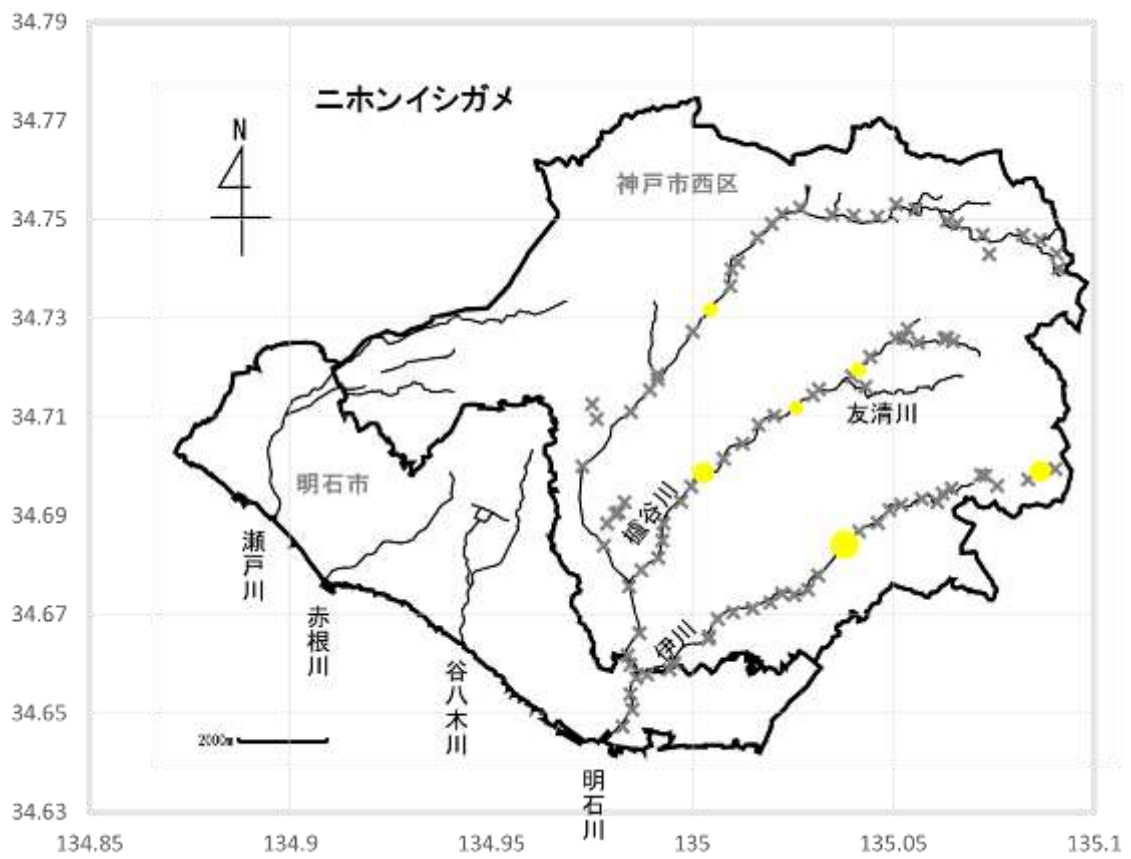 34.79
34.77
34.75
34.73
34.71
34.69
34.67
34.65
34.63
ニホンイシガメ
N
神戸市西区
明石市
友清川
櫨谷川
伊川
瀬戸川
赤根川
谷八木川
明石川
2000m
134.85
134.9
134.95
135
135.05
135.1